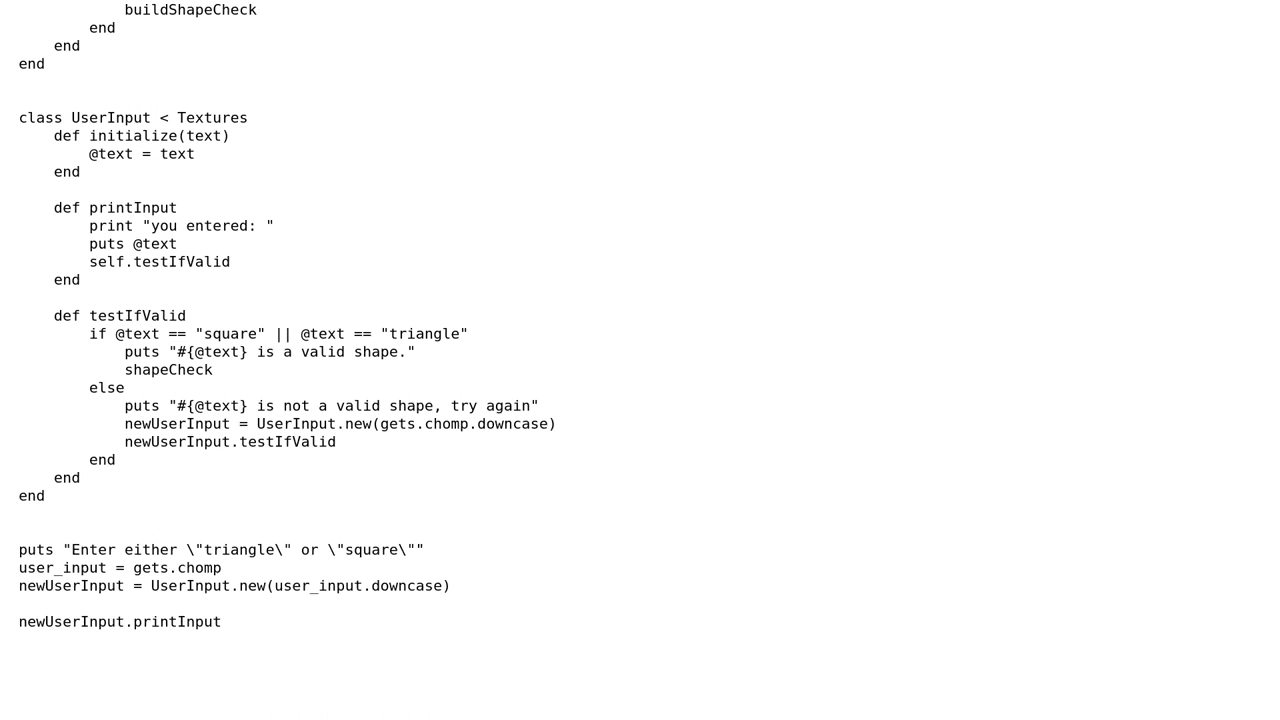 buildShapeCheck
        end
    end
end
class UserInput < Textures
    def initialize(text)
        @text = text
    end
    def printInput
        print "you entered: "
        puts @text
        self.testIfValid
    end
    def testIfValid
        if @text == "square" || @text == "triangle"
            puts "#{@text} is a valid shape."
            shapeCheck
        else
            puts "#{@text} is not a valid shape, try again"
            newUserInput = UserInput.new(gets.chomp.downcase)
            newUserInput.testIfValid
        end
    end
end
puts "Enter either \"triangle\" or \"square\""
user_input = gets.chomp
newUserInput = UserInput.new(user_input.downcase)
newUserInput.printInput